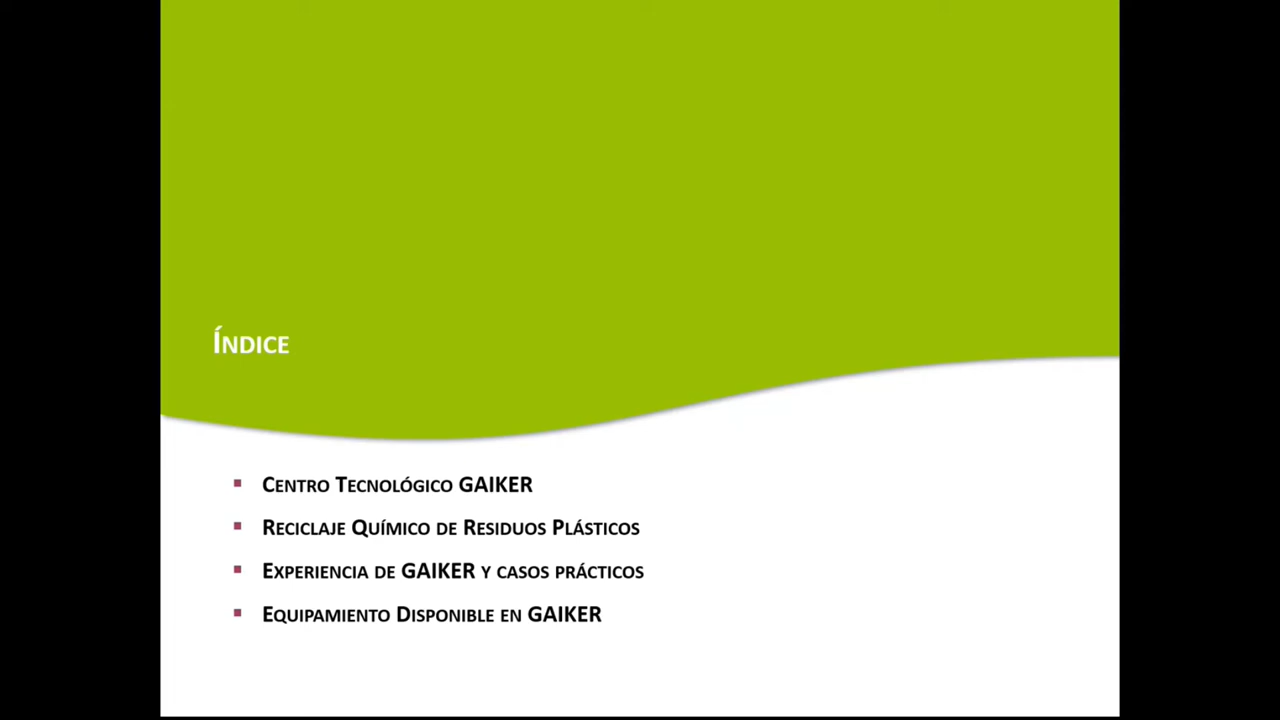 Índice
Centro Tecnológico GAIKER
Reciclaje Químico de Residuos Plásticos
Experiencia de GAIKER y casos prácticos
Equipamiento Disponible en GAIKER